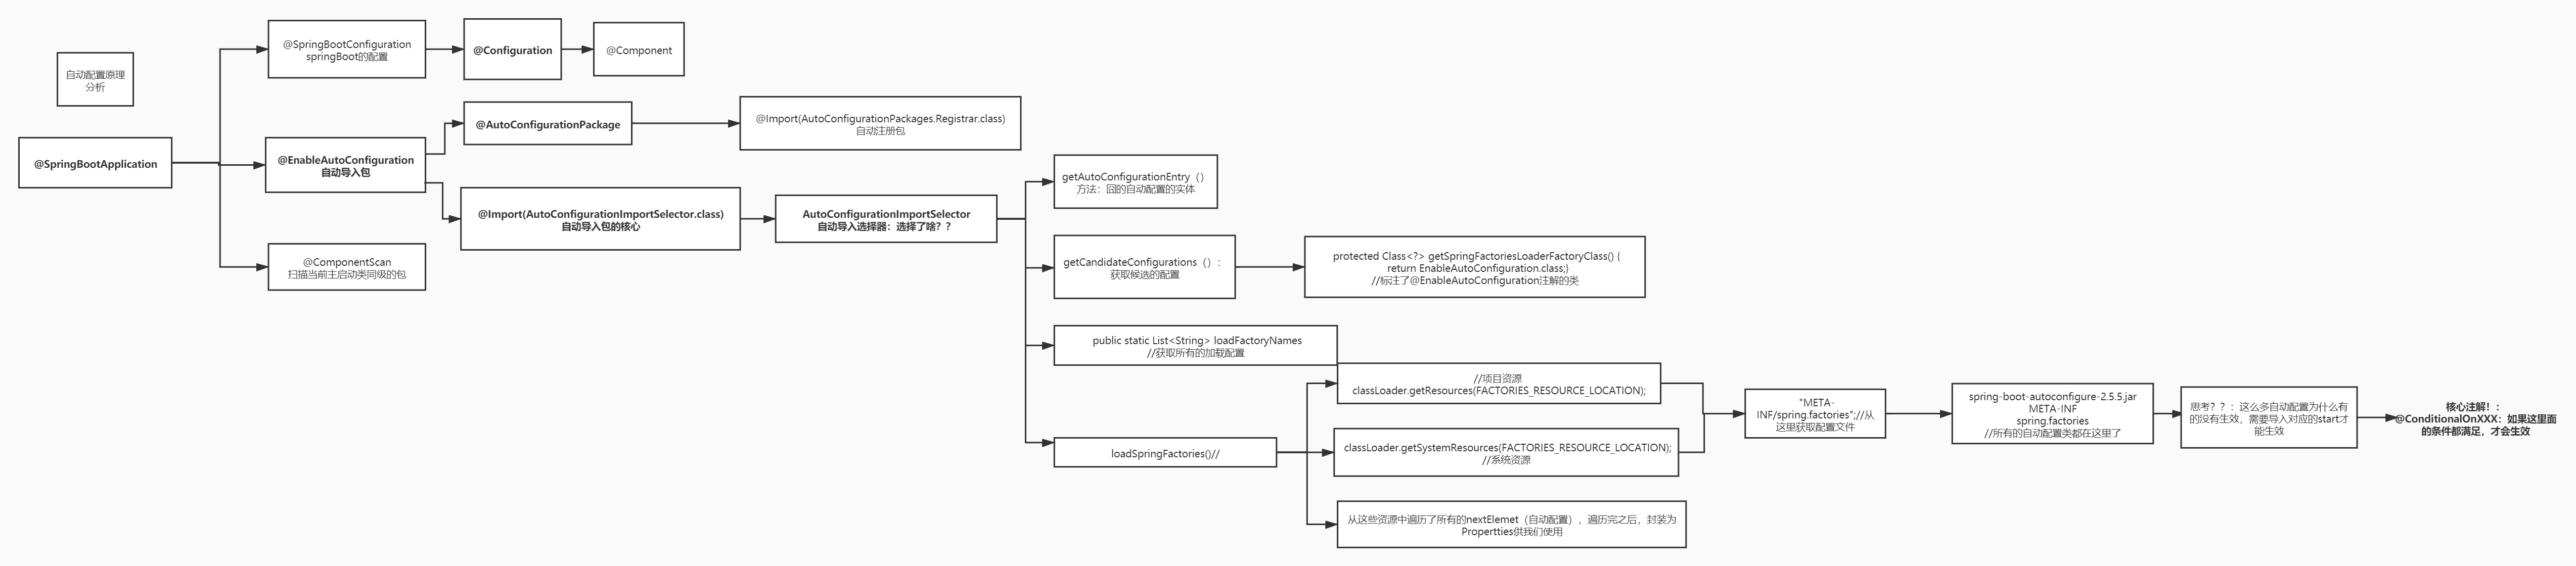 自动配置原理
分析
@SpringBootApplication
@SpringBootConfiguration
springBoot的配置
@Configuration
@Component
@EnableAutoConfiguration
自动导入包
@AutoConfigurationPackage
@Import(AutoConfigurationPackages.Registrar.class)
自动注册包
@Import(AutoConfigurationImportSelector.class)
自动导入包的核心
AutoConfigurationImportSelector
自动导入选择器：选择了啥？？
@ComponentScan
扫描当前主启动类同级的包
getAutoConfigurationEntry（）
方法：囧的自动配置的实体
getCandidateConfigurations（）：
获取候选的配置
protected Class<?> getSpringFactoriesLoaderFactoryClass() {
return EnableAutoConfiguration.class;}
//标注了@EnableAutoConfiguration注解的类
public static List<String> loadFactoryNames
//获取所有的加载配置
loadSpringFactories()//
//项目资源
classLoader.getResources(FACTORIES_RESOURCE_LOCATION);
classLoader.getSystemResources(FACTORIES_RESOURCE_LOCATION);
//系统资源
从这些资源中遍历了所有的nextElemet（自动配置），遍历完之后，封装为
Propertties供我们使用
"META-
INF/spring.factories";//从
这里获取配置文件
spring-boot-autoconfigure-2.5.5.jar
META-INF
spring.factories
//所有的自动配置类都在这里了
思考？？：这么多自动配置为什么有
的没有生效，需要导入对应的start才
能生效
核心注解！：
@ConditionalOnXXX：如果这里面
的条件都满足，才会生效